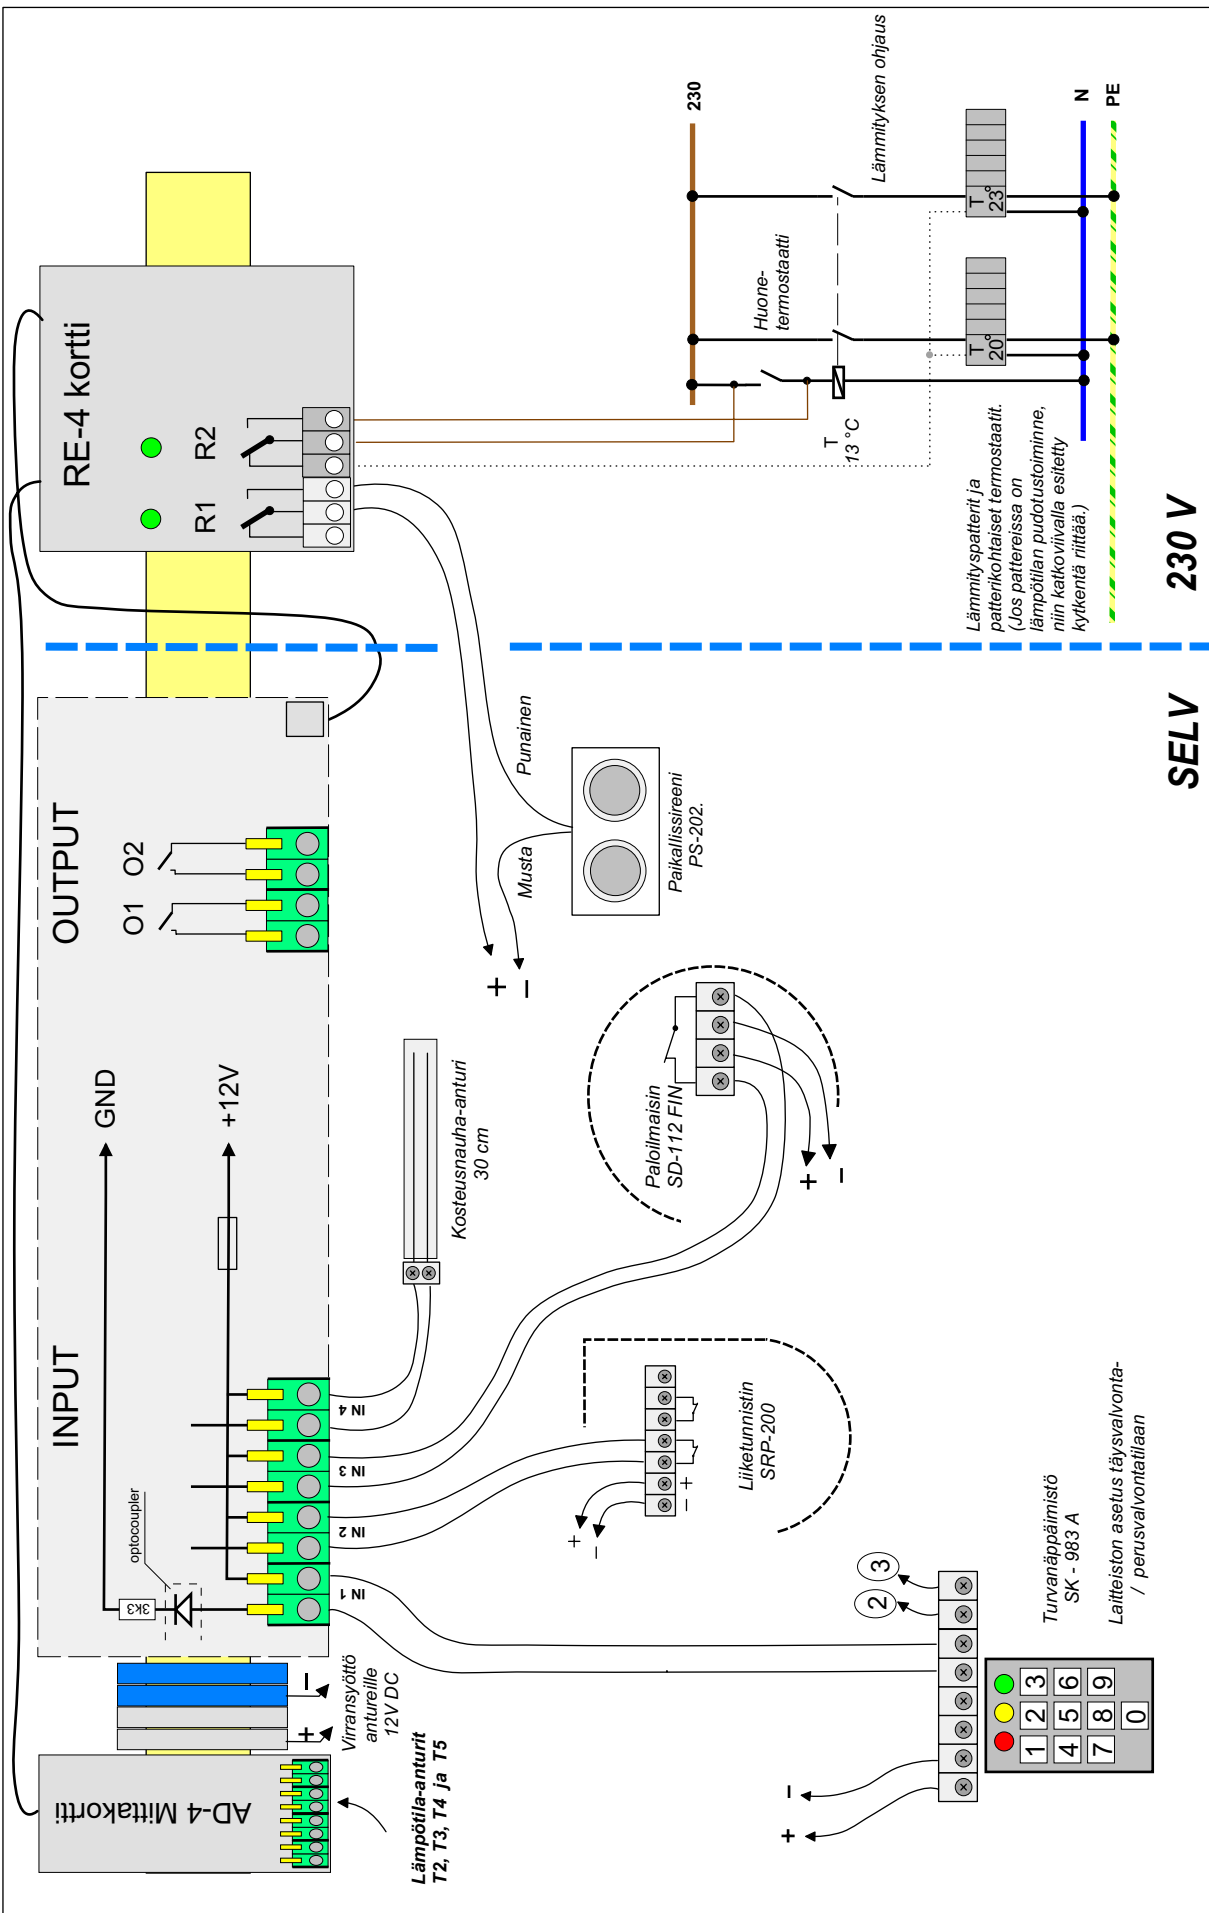 AD-4 Mittakortti
Lämpötila-anturit
T2, T3, T4 ja T5
+
−
Virransyöttö
antureille
12V DC
INPUT
3k3
optocoupler
GND
+12V
IN 1
IN 2
IN 3
IN 4
OUTPUT
O1
O2
RE-4 kortti
R1
R2
Kosteusnauha-anturi
30 cm
+
−
Musta
Punainen
Paikallissireeni
PS-202.
Paloilmaisin
SD-112 FIN
+
−
+
−
− +
Liiketunnistin
SRP-200
+
−
2
3
1 2 3
4 5 6
7 8 9
0
Turvanäppäimistö
SK - 983 A
Laitteiston asetus täysvalvonta-
/ perusvalvontatilaan
230
Huone-
termostaatti
Lämmityksen ohjaus
T
13 °C
T
20°
T
23°
N
PE
Lämmityspatterit ja
patterikohtaiset termostaatit.
(Jos pattereissa on
lämpötilan pudotustoiminne,
niin katkoviivalla esitetty
kytkentä riittää.)
SELV
230 V